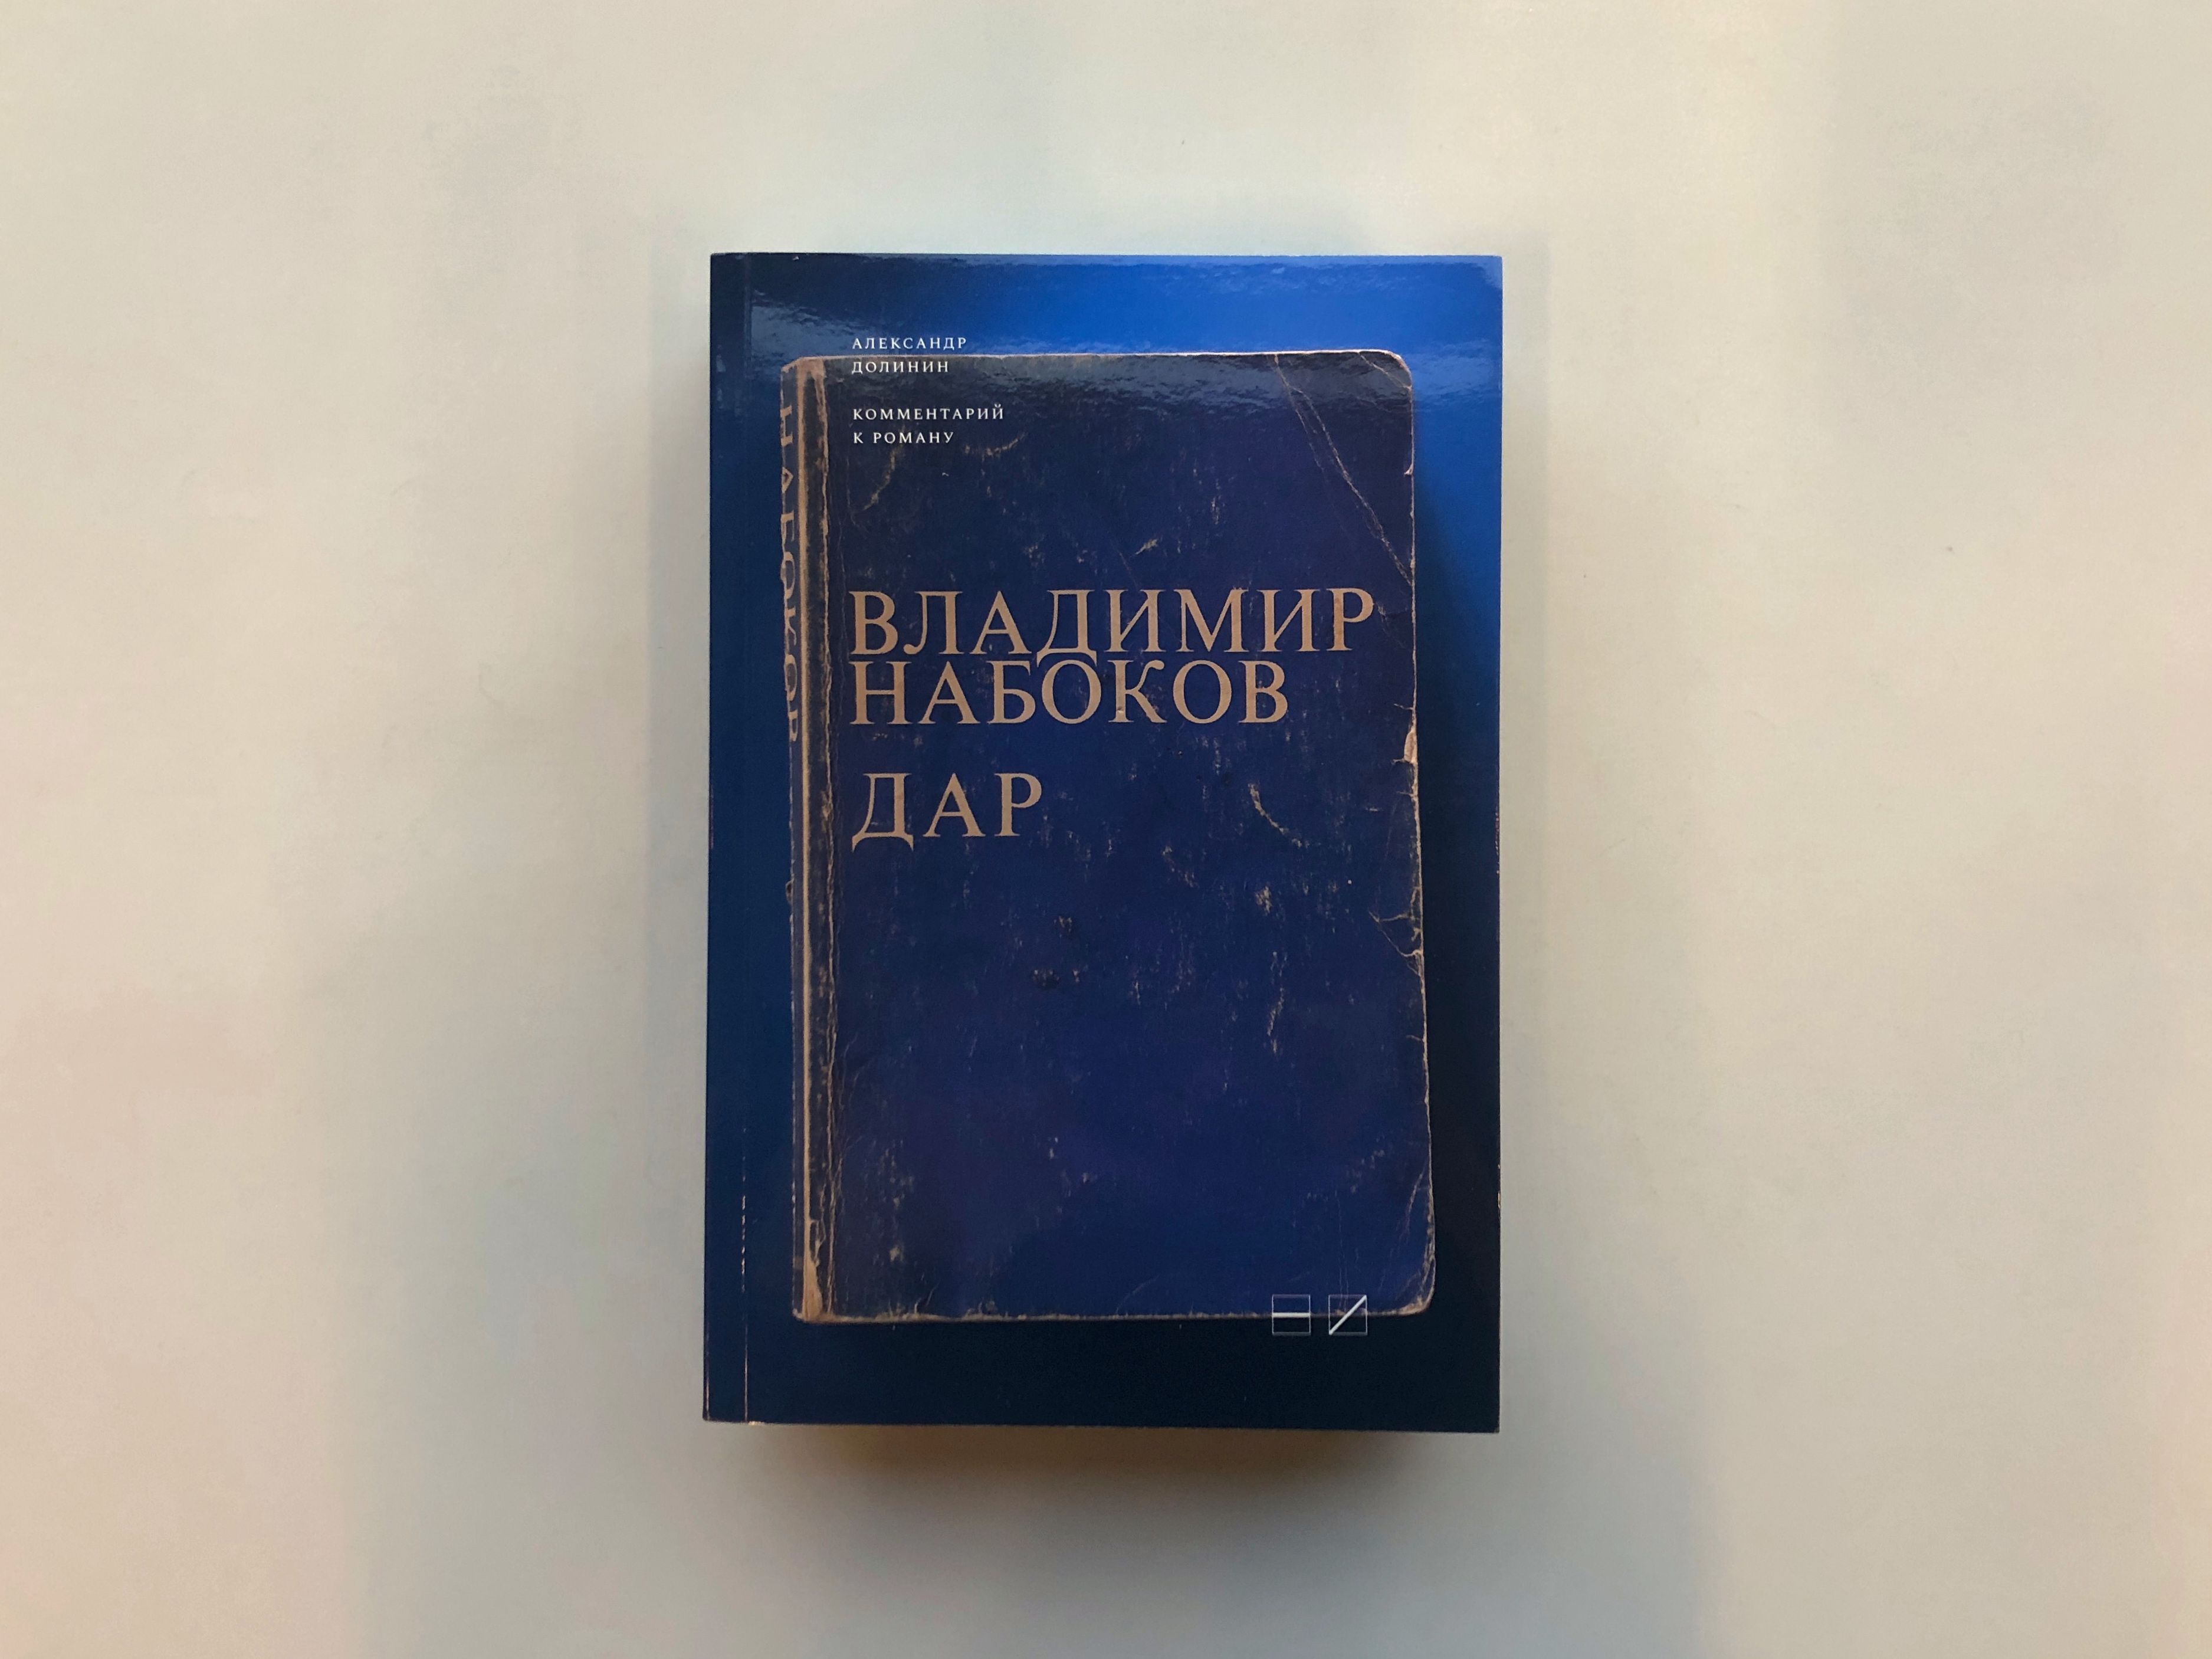 АЛЕКСАНДР
ДОЛИНИН
КОММЕНТАРИЙ
К РОМАНУ
НАБОКОВ
ВЛАДИМИР
НАБОКОВ
ДАР